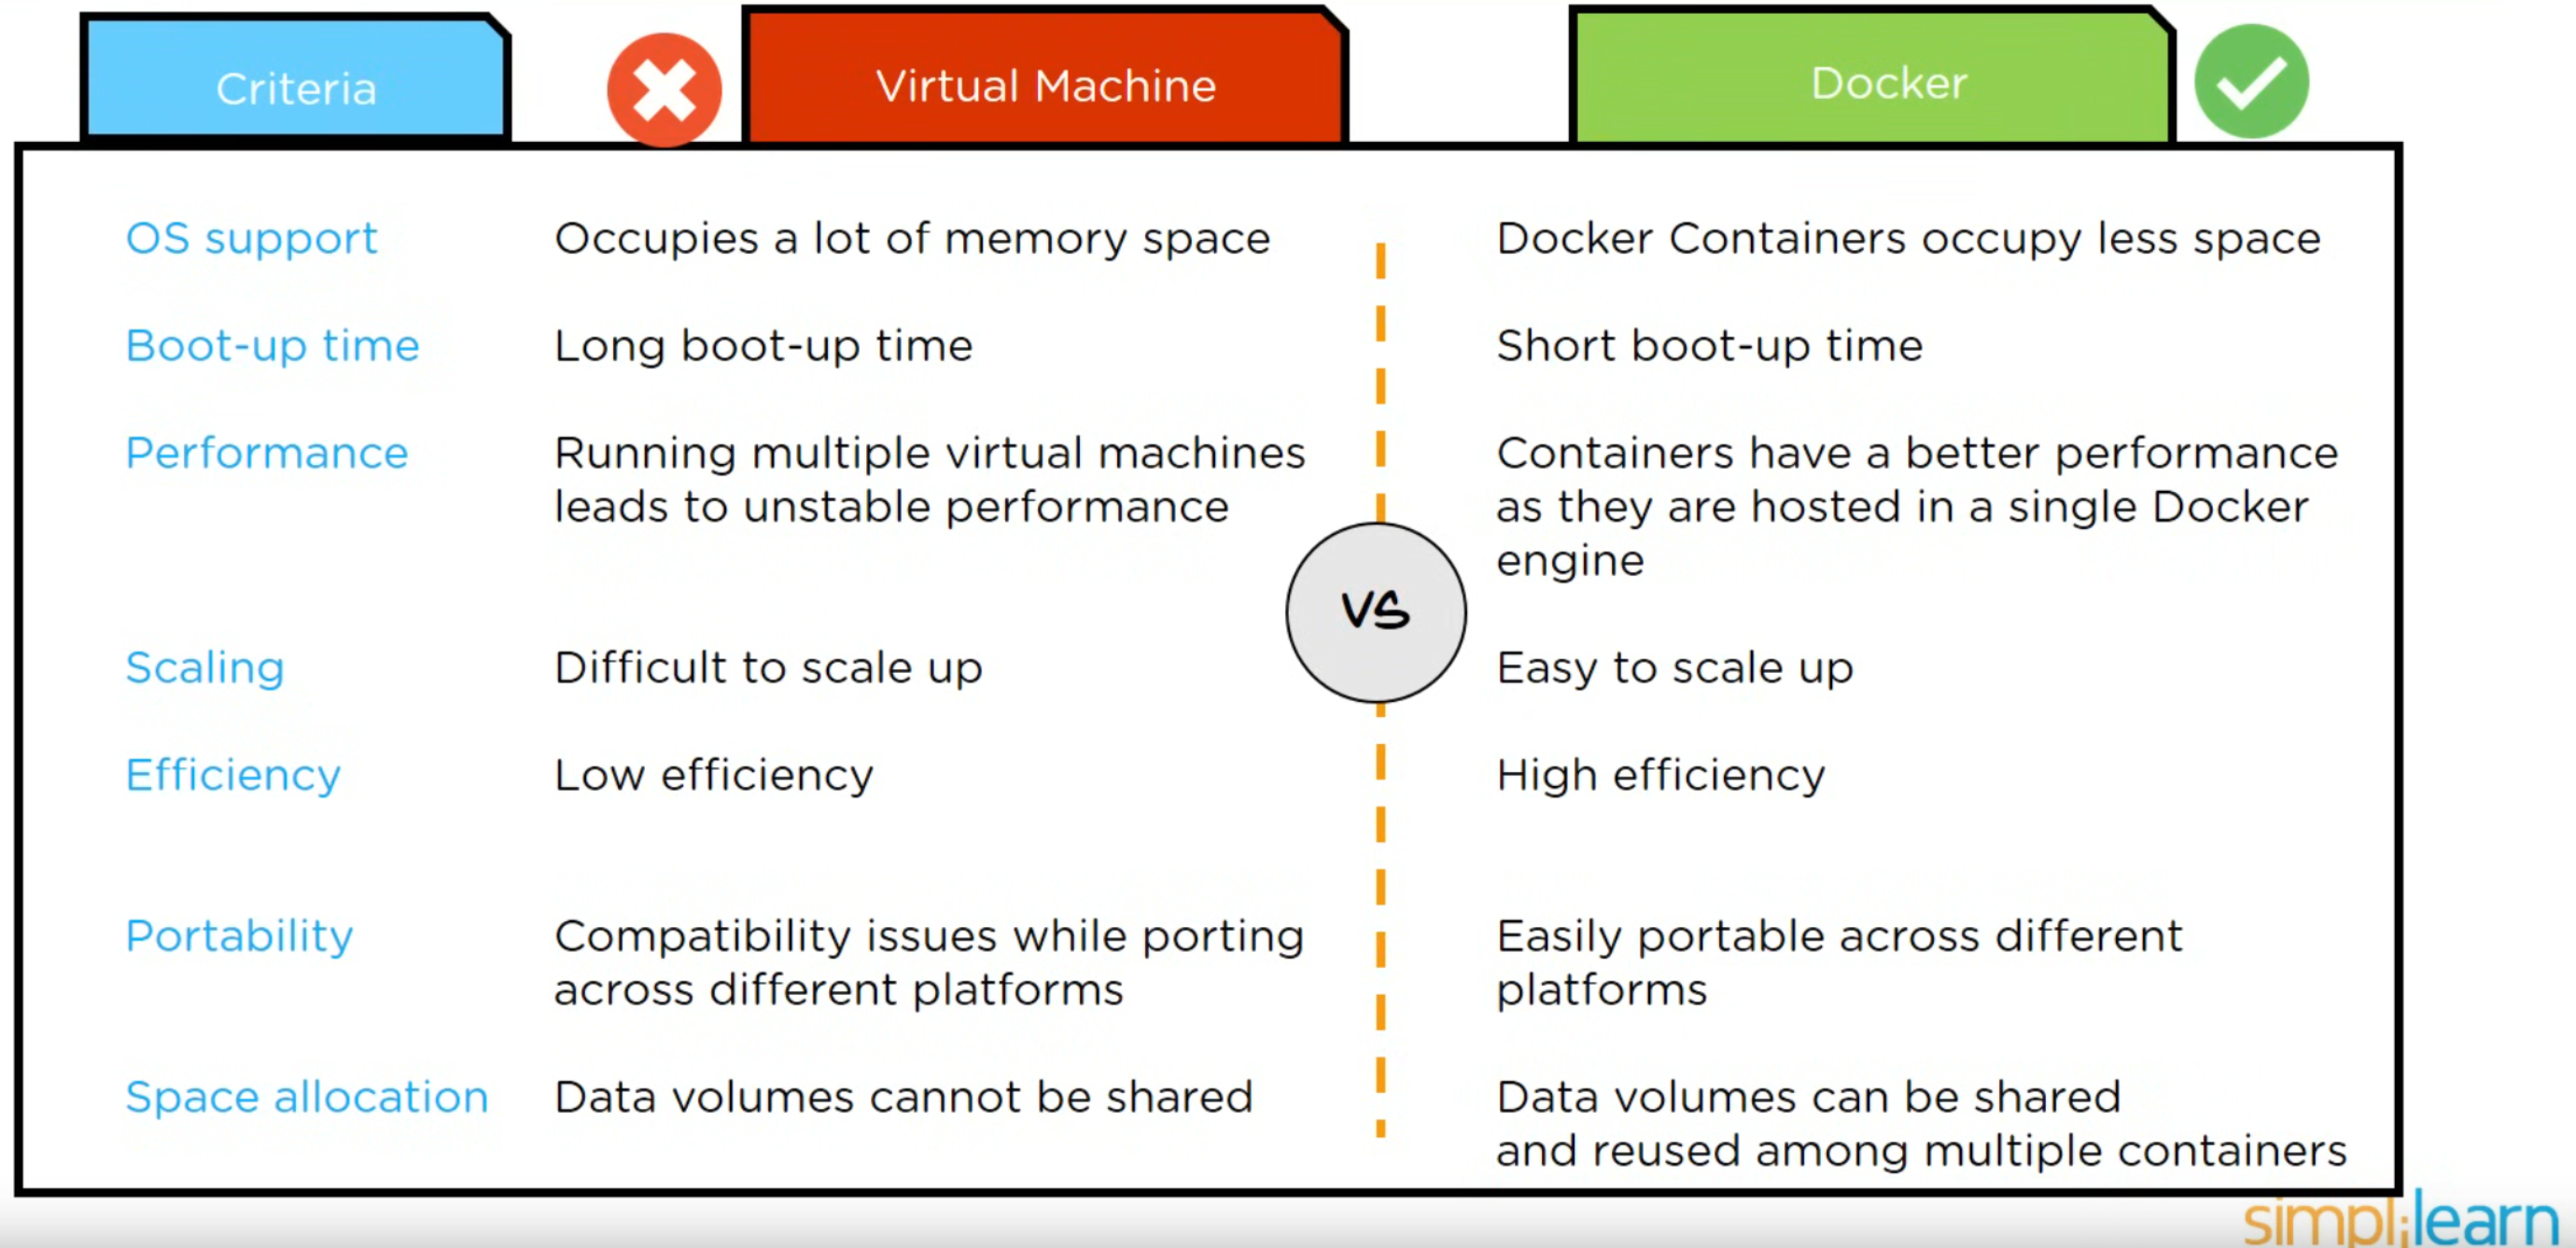 Criteria
Virtual Machine
Docker
OS support
Occupies a lot of memory space
Docker Containers occupy less space
Boot-up time
Long boot-up time
Short boot-up time
Performance
Running multiple virtual machines
leads to unstable performance
Containers have a better performance
as they are hosted in a single Docker
engine
VS
Scaling
Difficult to scale up
Easy to scale up
Efficiency
Low efficiency
High efficiency
Portability
Compatibility issues while porting
across different platforms
Easily portable across different
platforms
Space allocation
Data volumes cannot be shared
Data volumes can be shared
and reused among multiple containers
simplilearn